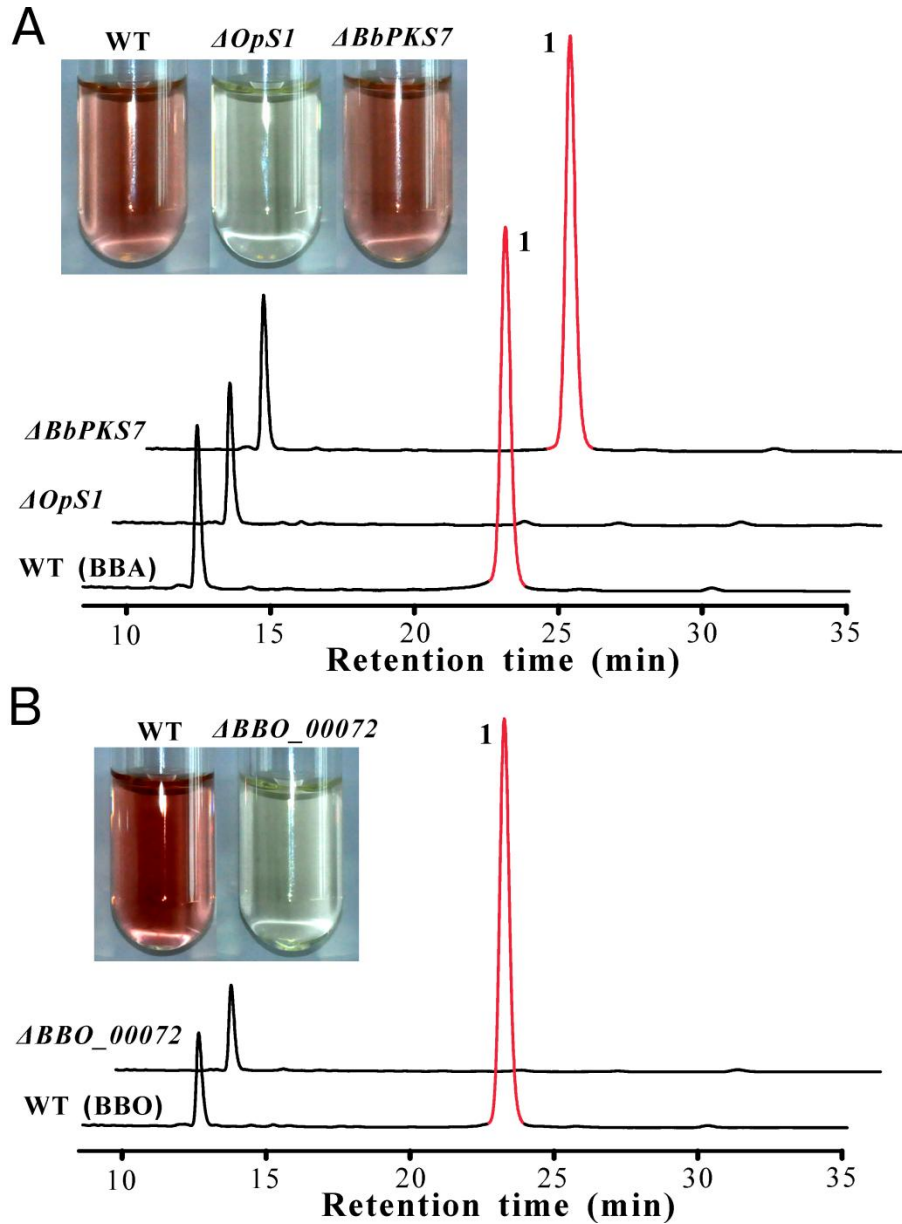 A
WT ΔOpS1 ΔBbPKS7
1
1
ΔBbPKS7
ΔOpS1
WT (BBA)
10 15 20 25 30 35
Retention time (min)
B
WT ΔBBO_00072
1
ΔBBO_00072
WT (BBO)
10 15 20 25 30 35
Retention time (min)